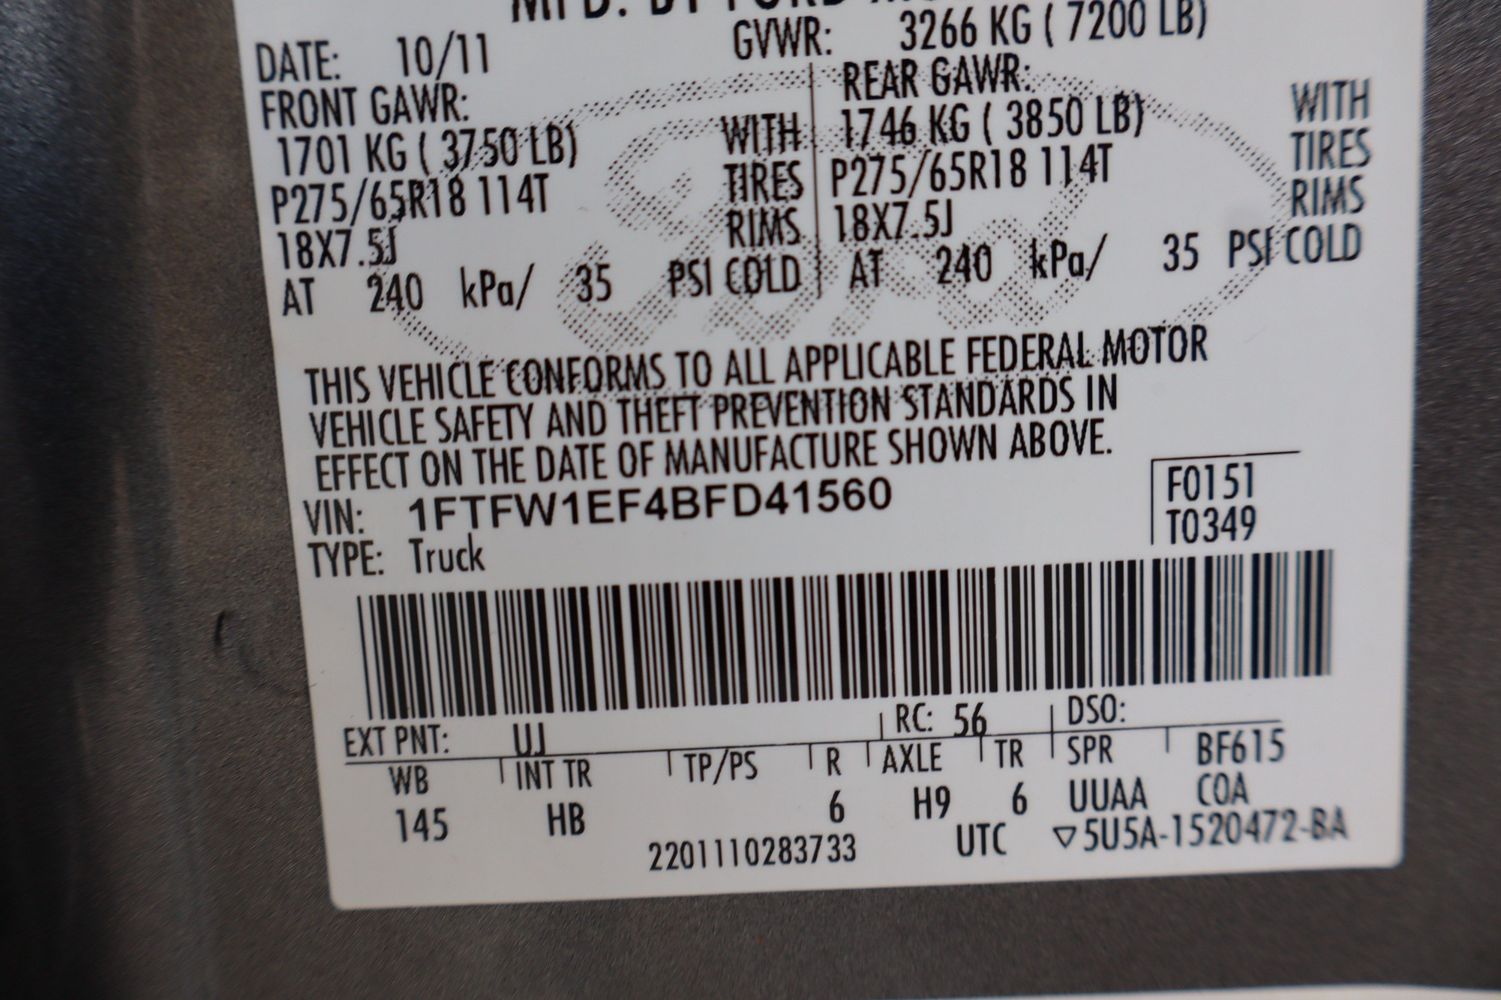 MFD. BY FORD
DATE: 10/11 GVWR: 3266 KG ( 7200 LB)
FRONT GAWR: REAR GAWR:
1701 KG ( 3750 LB) WITH 1746 KG ( 3850 LB) WITH
P275/65R18 114T TIRES P275/65R18 114T TIRES
18X7.5J RIMS 18X7.5J RIMS
AT 240 kPa/ 35 PSI COLD AT 240 kPa/ 35 PSI COLD
THIS VEHICLE CONFORMS TO ALL APPLICABLE FEDERAL MOTOR
VEHICLE SAFETY AND THEFT PREVENTION STANDARDS IN
EFFECT ON THE DATE OF MANUFACTURE SHOWN ABOVE.
VIN: 1FTFW1EF4BFD41560 F0151
TYPE: Truck T0349
EXT PNT: UJ RC: 56 DSO:
WB INT TR TP/PS R AXLE TR SPR BF615
145 HB 6 H9 6 UUAA COA
2201110283733 UTC ▽5U5A-1520472-BA